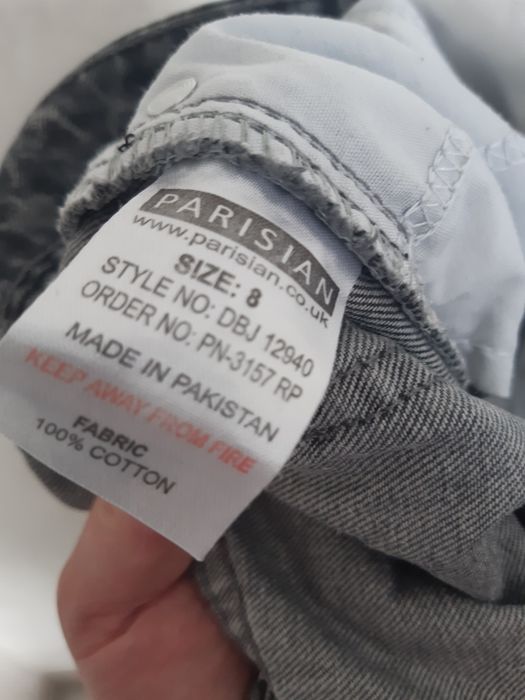 PARISIAN
www.parisian.co.uk
SIZE: 8
STYLE NO: DBJ 12940
ORDER NO: PN-3157 RP
MADE IN PAKISTAN
KEEP AWAY FROM FIRE
FABRIC
100% COTTON